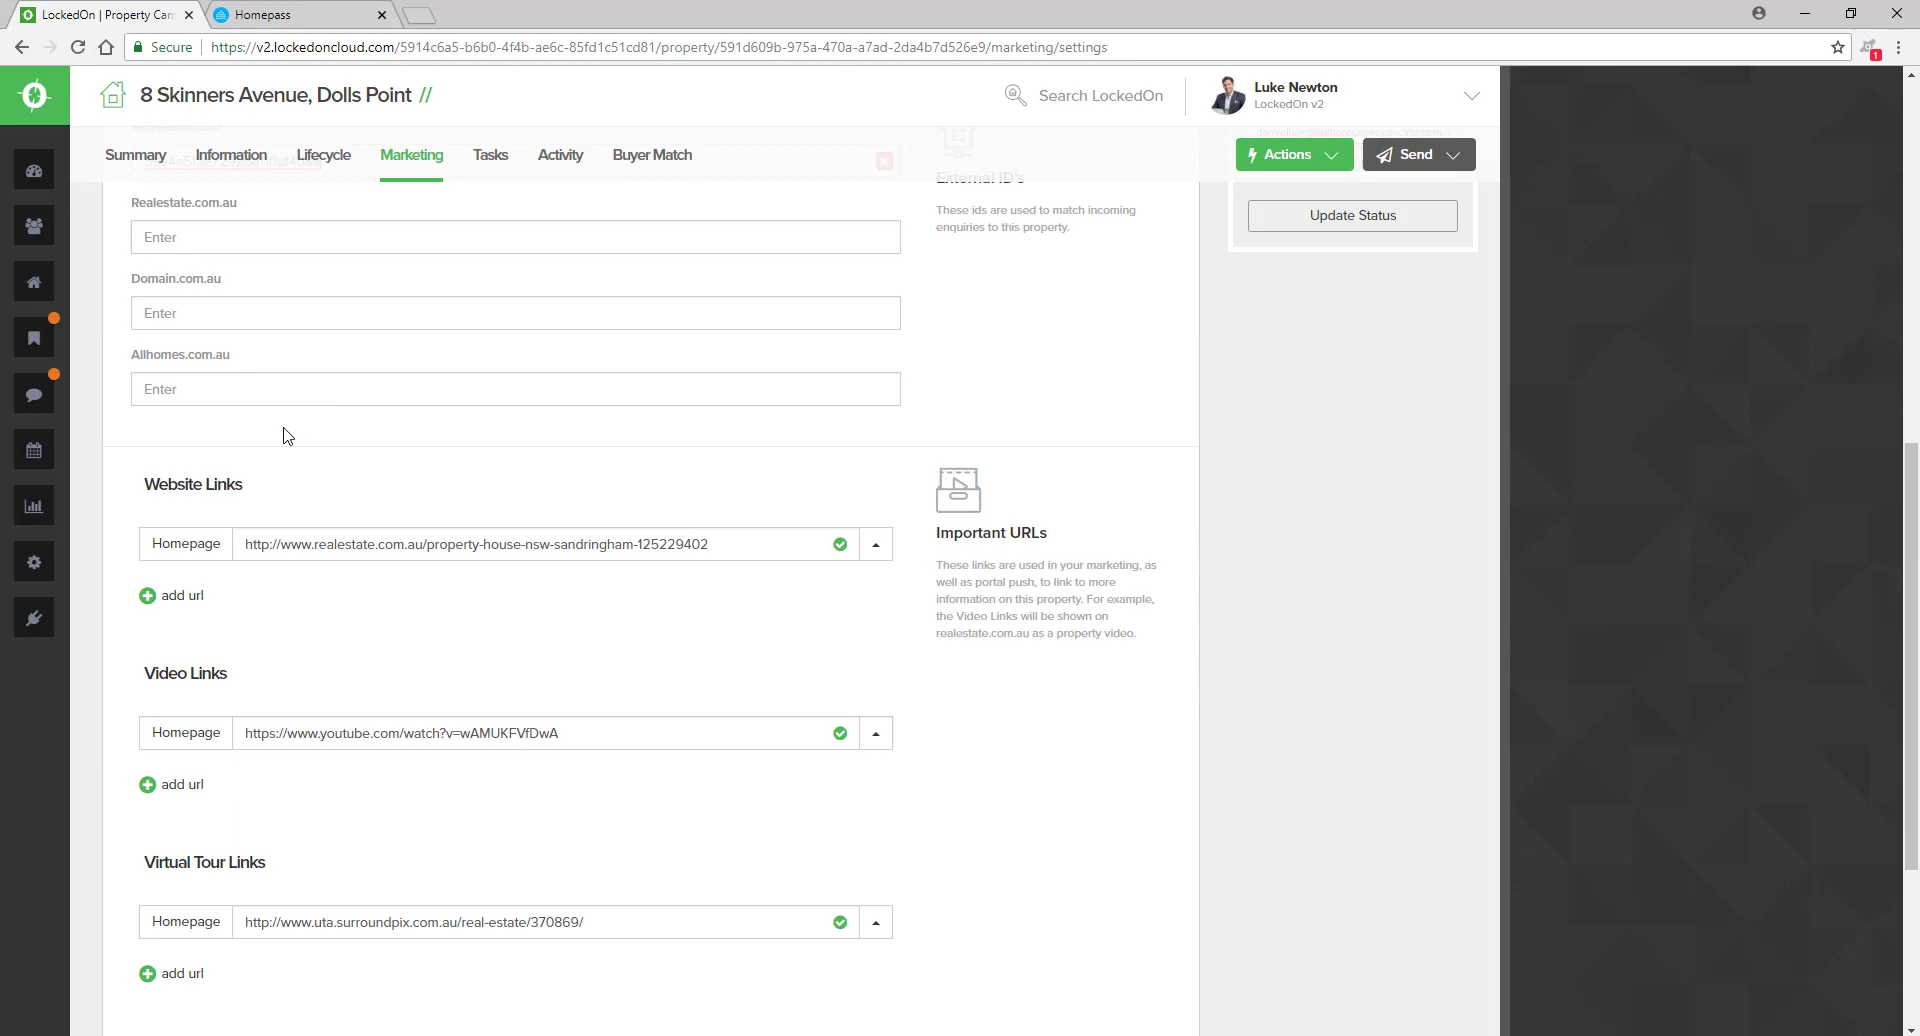 LockedOn | Property Cam
Homepass
Secure
https://v2.lockedoncloud.com/5914c6a5-b6b0-4f4b-ae6c-85fd1c51cd81/property/591d609b-975a-470a-a7ad-2da4b7d526e9/marketing/settings
1
8 Skinners Avenue, Dolls Point //
Search LockedOn
Luke Newton
LockedOn v2
Summary
Information
Lifecycle
Marketing
Tasks
Activity
Buyer Match
Actions
Send
External ID's
These ids are used to match incoming
enquiries to this property.
Update Status
Realestate.com.au
Enter
Domain.com.au
Enter
Allhomes.com.au
Enter
Website Links
Homepage
http://www.realestate.com.au/property-house-nsw-sandringham-125229402
add url
Important URLs
These links are used in your marketing, as
well as portal push, to link to more
information on this property. For example,
the Video Links will be shown on
realestate.com.au as a property video.
Video Links
Homepage
https://www.youtube.com/watch?v=wAMUKFVfDwA
add url
Virtual Tour Links
Homepage
http://www.uta.surroundpix.com.au/real-estate/370869/
add url